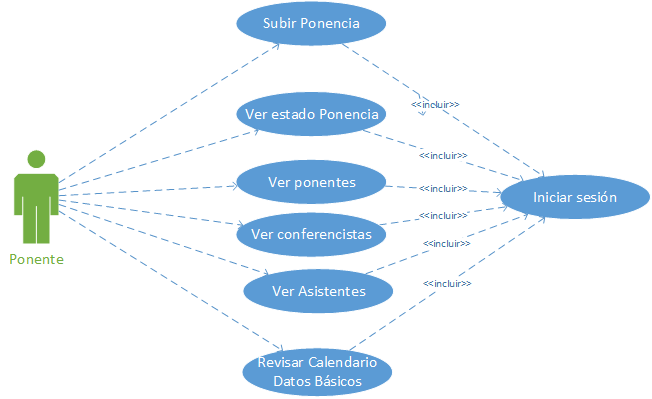 Subir Ponencia
<<incluir>>
Ver estado Ponencia
<<incluir>>
Ver ponentes
<<incluir>>
Iniciar sesión
Ver conferencistas
<<incluir>>
Ponente
<<incluir>>
Ver Asistentes
<<incluir>>
Revisar Calendario
Datos Básicos